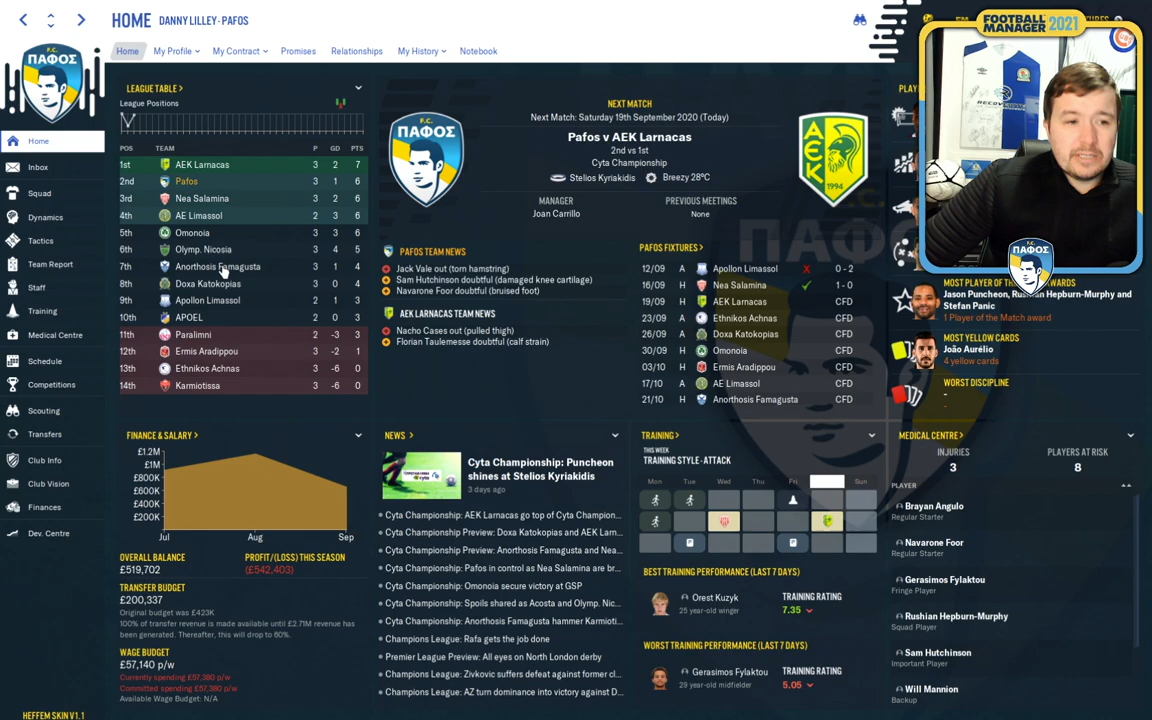 HOME
DANNY LILLEY - PAFOS
FOOTBALL
MANAGER 2021
F.C.
ΠΑΦΟΣ
Home
My Profile
My Contract
Promises
Relationships
My History
Notebook
Home
Inbox
Squad
Dynamics
Tactics
Team Report
Staff
Training
Medical Centre
Schedule
Competitions
Scouting
Transfers
Club Info
Club Vision
Finances
Dev. Centre
HEFFEM SKIN V1.1
LEAGUE TABLE >
League Positions
POS TEAM P GD PTS
1st AEK Larnacas 3 2 7
2nd Pafos 3 1 6
3rd Nea Salamina 3 2 6
4th AE Limassol 2 3 6
5th Omonoia 3 3 6
6th Olymp. Nicosia 3 4 5
7th Anorthosis Famagusta 3 1 4
8th Doxa Katokopias 3 0 4
9th Apollon Limassol 2 1 3
10th APOEL 2 0 3
11th Paralimni 3 -3 3
12th Ermis Aradippou 3 -2 1
13th Ethnikos Achnas 3 -6 0
14th Karmiotissa 3 -6 0
NEXT MATCH
Next Match: Saturday 19th September 2020 (Today)
Pafos v AEK Larnacas
2nd vs 1st
Cyta Championship
Stelios Kyriakidis Breezy 28°C
MANAGER
Joan Carrillo
PREVIOUS MEETINGS
None
F.C.
ΠΑΦΟΣ
AEK
1994
PAFOS TEAM NEWS
Jack Vale out (torn hamstring)
Sam Hutchinson doubtful (damaged knee cartilage)
Navarone Foor doubtful (bruised foot)
AEK LARNACAS TEAM NEWS
Nacho Cases out (pulled thigh)
Florian Taulemesse doubtful (calf strain)
PAFOS FIXTURES >
12/09 A Apollon Limassol X 0 - 2
16/09 H Nea Salamina 1 - 0
19/09 H AEK Larnacas CFD
23/09 A Ethnikos Achnas CFD
26/09 A Doxa Katokopias CFD
30/09 H Omonoia CFD
03/10 H Ermis Aradippou CFD
17/10 A AE Limassol CFD
21/10 H Anorthosis Famagusta CFD
MOST PLAYER OF
Jason Puncheon, Rushian Hepburn-Murphy and
Stefan Panic
1 Player of the Match award
MOST YELLOW CARDS
João Aurélio
4 yellow cards
WORST DISCIPLINE
-
-
FINANCE & SALARY >
£1.2M
£1M
£800K
£600K
£400K
£200K
Jul Aug Sep
OVERALL BALANCE
£519,702
PROFIT/(LOSS) THIS SEASON
(£542,403)
TRANSFER BUDGET
£200,337
Original budget was £423K
100% of transfer revenue is made available until £2.71M revenue has
been generated. Thereafter, this will drop to 60%.
WAGE BUDGET
£57,140 p/w
Currently spending £57,380 p/w
Committed spending £57,380 p/w
Available Wage Budget: N/A
NEWS >
Cyta Championship: Puncheon
shines at Stelios Kyriakidis
3 days ago
Cyta Championship: AEK Larnacas go top of Cyta Champion...
Cyta Championship Preview: Doxa Katokopias and AEK Larn...
Cyta Championship Preview: Anorthosis Famagusta and Nea...
Cyta Championship: Pafos in control as Nea Salamina are br...
Cyta Championship: Omonoia secure victory at GSP
Cyta Championship: Spoils shared as Acosta and Olymp. Nic...
Cyta Championship: Anorthosis Famagusta hammer Karmioti...
Champions League: Rafa gets the job done
Premier League Preview: All eyes on North London derby
Champions League: Zivkovic suffers defeat against former cl...
Champions League: AZ turn dominance into victory against D...
TRAINING >
THIS WEEK
TRAINING STYLE - ATTACK
Mon Tue Wed Thu Fri Sun
BEST TRAINING PERFORMANCE (LAST 7 DAYS)
Orest Kuzyk
25 year-old winger
TRAINING RATING
7.35
WORST TRAINING PERFORMANCE (LAST 7 DAYS)
Gerasimos Fylaktou
29 year-old midfielder
TRAINING RATING
5.05
MEDICAL CENTRE >
INJURIES
3
PLAYERS AT RISK
8
PLAYER
Brayan Angulo
Regular Starter
Navarone Foor
Regular Starter
Gerasimos Fylaktou
Fringe Player
Rushian Hepburn-Murphy
Squad Player
Sam Hutchinson
Important Player
Will Mannion
Backup